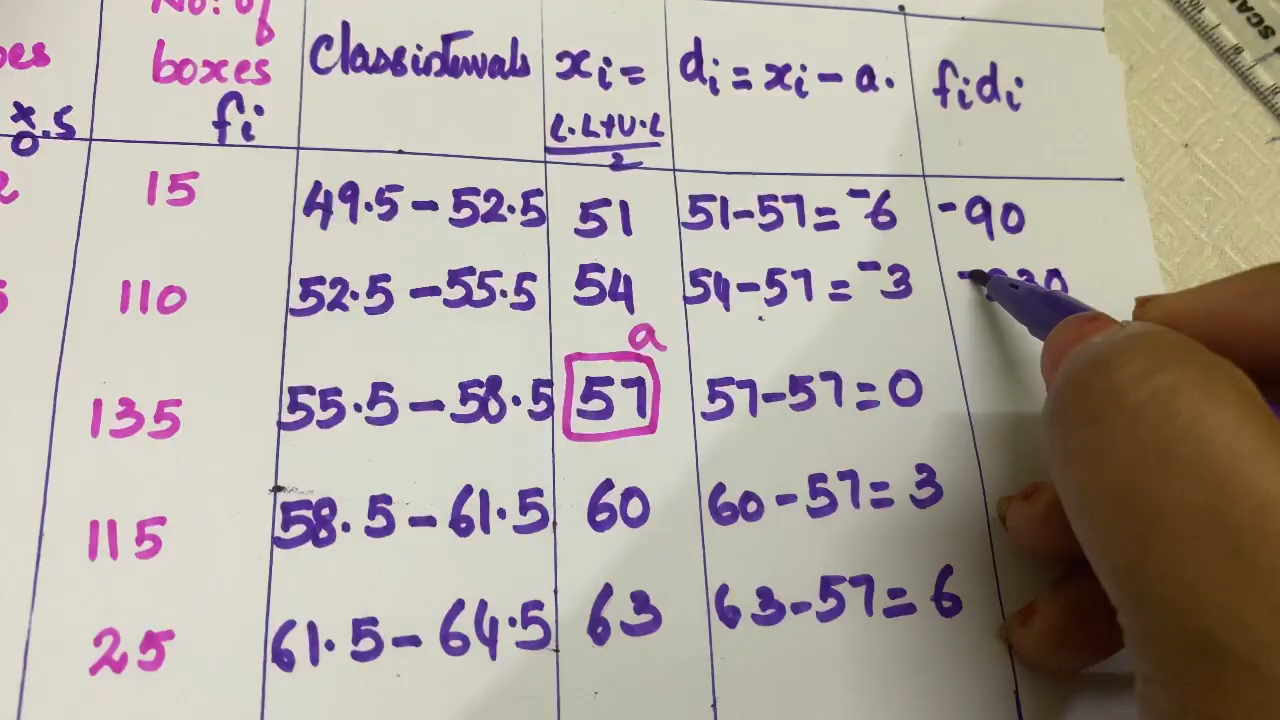 No. of
boxes
fi
Class intervals
xi =
L.L+U.L
2
di = xi - a.
fidi
x.5
0
15 49.5 - 52.5 51 51-57 = -6 -90
110 52.5 - 55.5 54 54-57 = -3
a
135 55.5 - 58.5 57 57-57 = 0
115 58.5 - 61.5 60 60-57 = 3
25 61.5 - 64.5 63 63-57 = 6